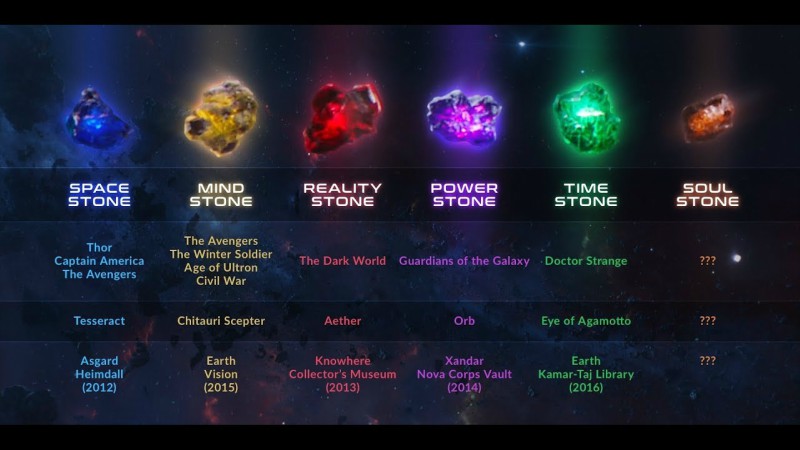 SPACE
STONE
MIND
STONE
REALITY
STONE
POWER
STONE
TIME
STONE
SOUL
STONE
Thor
Captain America
The Avengers
The Avengers
The Winter Soldier
Age of Ultron
Civil War
The Dark World
Guardians of the Galaxy
Doctor Strange
???
Tesseract
Chitauri Scepter
Aether
Orb
Eye of Agamotto
???
Asgard
Heimdall
(2012)
Earth
Vision
(2015)
Knowhere
Collector's Museum
(2013)
Xandar
Nova Corps Vault
(2014)
Earth
Kamar-Taj Library
(2016)
???